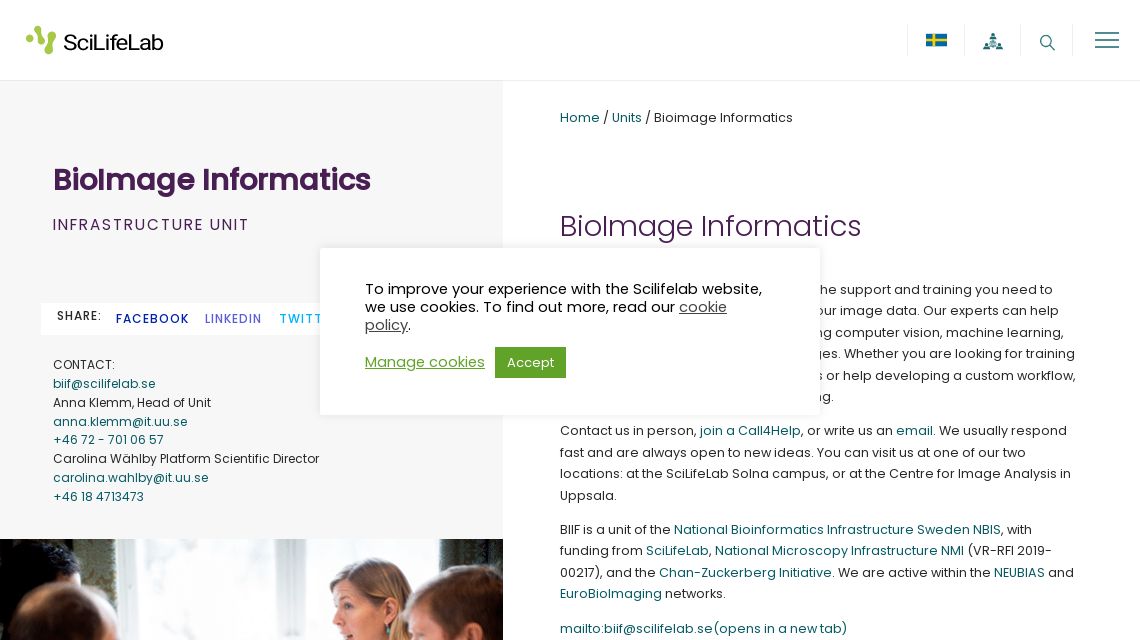 SciLifeLab
Home / Units / Bioimage Informatics
BioImage Informatics
INFRASTRUCTURE UNIT
SHARE: FACEBOOK LINKEDIN TWITT
CONTACT:
biif@scilifelab.se
Anna Klemm, Head of Unit
anna.klemm@it.uu.se
+46 72 - 701 06 57
Carolina Wählby Platform Scientific Director
carolina.wahlby@it.uu.se
+46 18 4713473
To improve your experience with the Scilifelab website,
we use cookies. To find out more, read our cookie
policy.
Manage cookies Accept
BioImage Informatics
he support and training you need to
our image data. Our experts can help
ng computer vision, machine learning,
ges. Whether you are looking for training
s or help developing a custom workflow,
ng.
Contact us in person, join a Call4Help, or write us an email. We usually respond
fast and are always open to new ideas. You can visit us at one of our two
locations: at the SciLifeLab Solna campus, or at the Centre for Image Analysis in
Uppsala.
BIIF is a unit of the National Bioinformatics Infrastructure Sweden NBIS, with
funding from SciLifeLab, National Microscopy Infrastructure NMI (VR-RFI 2019-
00217), and the Chan-Zuckerberg Initiative. We are active within the NEUBIAS and
EuroBioImaging networks.
mailto:biif@scilifelab.se(opens in a new tab)